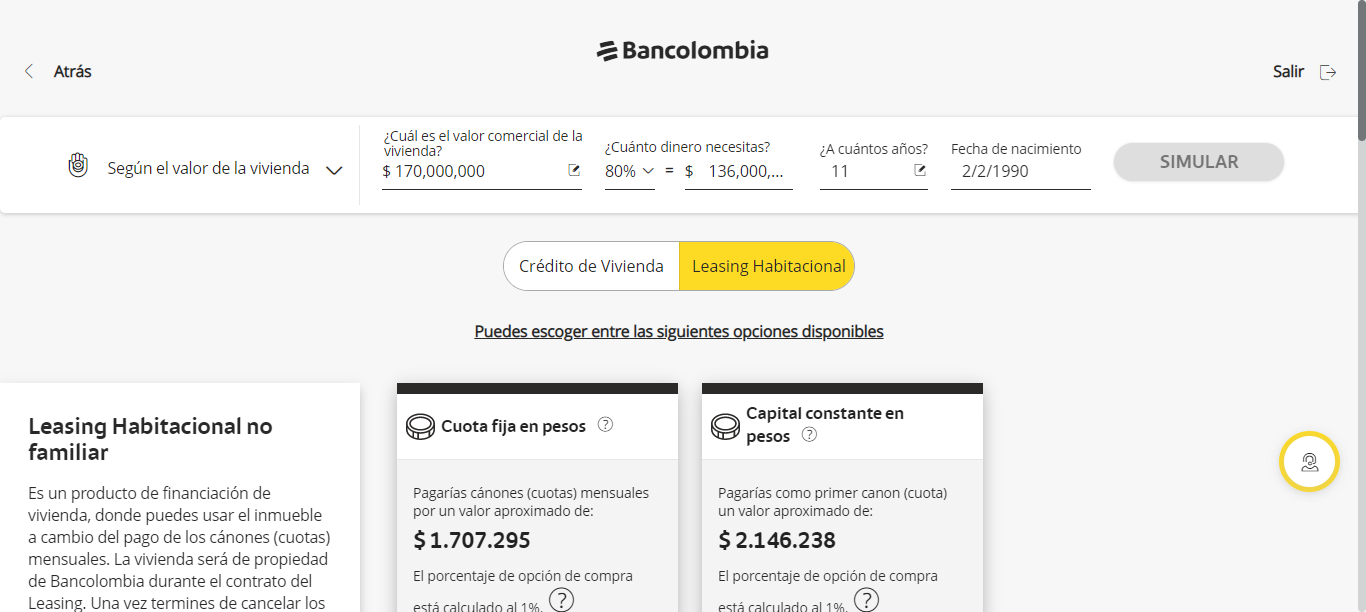 Bancolombia
Atrás
Salir
Según el valor de la vivienda
¿Cuál es el valor comercial de la
vivienda?
$ 170,000,000
¿Cuánto dinero necesitas?
80% = $ 136,000,...
¿A cuántos años?
11
Fecha de nacimiento
2/2/1990
SIMULAR
Crédito de Vivienda
Leasing Habitacional
Puedes escoger entre las siguientes opciones disponibles
Leasing Habitacional no
familiar
Es un producto de financiación de
vivienda, donde puedes usar el inmueble
a cambio del pago de los cánones (cuotas)
mensuales. La vivienda será de propiedad
de Bancolombia durante el contrato del
Leasing. Una vez termines de cancelar los
Cuota fija en pesos ?
Pagarías cánones (cuotas) mensuales
por un valor aproximado de:
$ 1.707.295
El porcentaje de opción de compra
está calculado al 1%. ?
Capital constante en
pesos ?
Pagarías como primer canon (cuota)
un valor aproximado de:
$ 2.146.238
El porcentaje de opción de compra
está calculado al 1%. ?